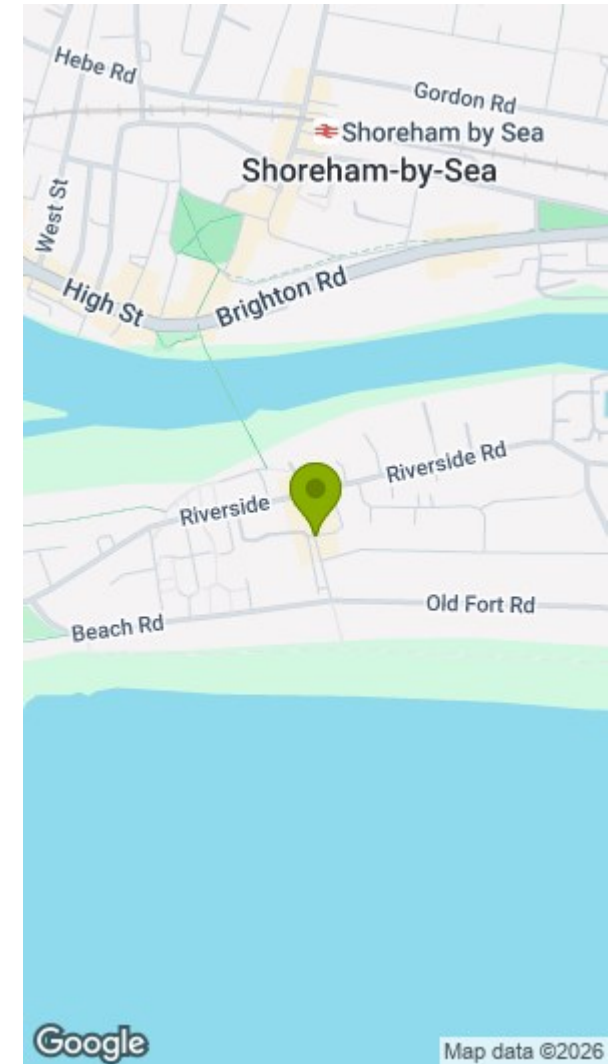 Hebe Rd
Gordon Rd
Shoreham by Sea
Shoreham-by-Sea
West St
High St
Brighton Rd
Riverside Rd
Riverside
Old Fort Rd
Beach Rd
Google
Map data ©2026